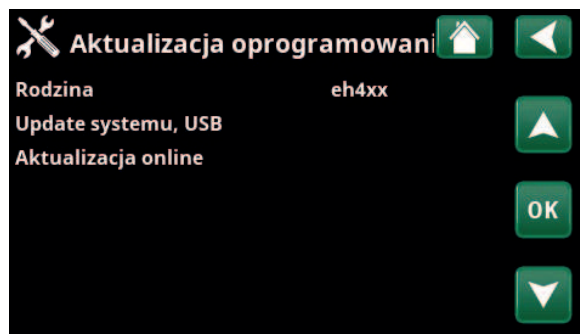 Aktualizacja oprogramowani
Rodzina eh4xx
Update systemu, USB
Aktualizacja online
OK